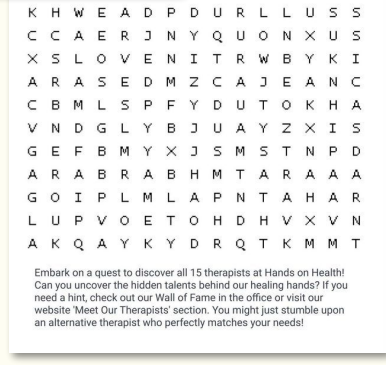 K H W E A D P D U R L L U S S
C C A E R J N Y Q U O N X U S
X S L O V E N I T R W B Y K I
A R A S E D M Z C A J E A N C
C B M L S P F Y D U T O K H A
V N D G L Y B J U A Y Z X I S
G E F B M Y X J S M S T N P D
A R A B R A B H M T A R A A A
G O I P L M L A P N T A H A R
L U P V O E T O H D H V X V N
A K Q A Y K Y D R Q T K M M T
Embark on a quest to discover all 15 therapists at Hands on Health!
Can you uncover the hidden talents behind our healing hands? If you
need a hint, check out our Wall of Fame in the office or visit our
website 'Meet Our Therapists' section. You might just stumble upon
an alternative therapist who perfectly matches your needs!